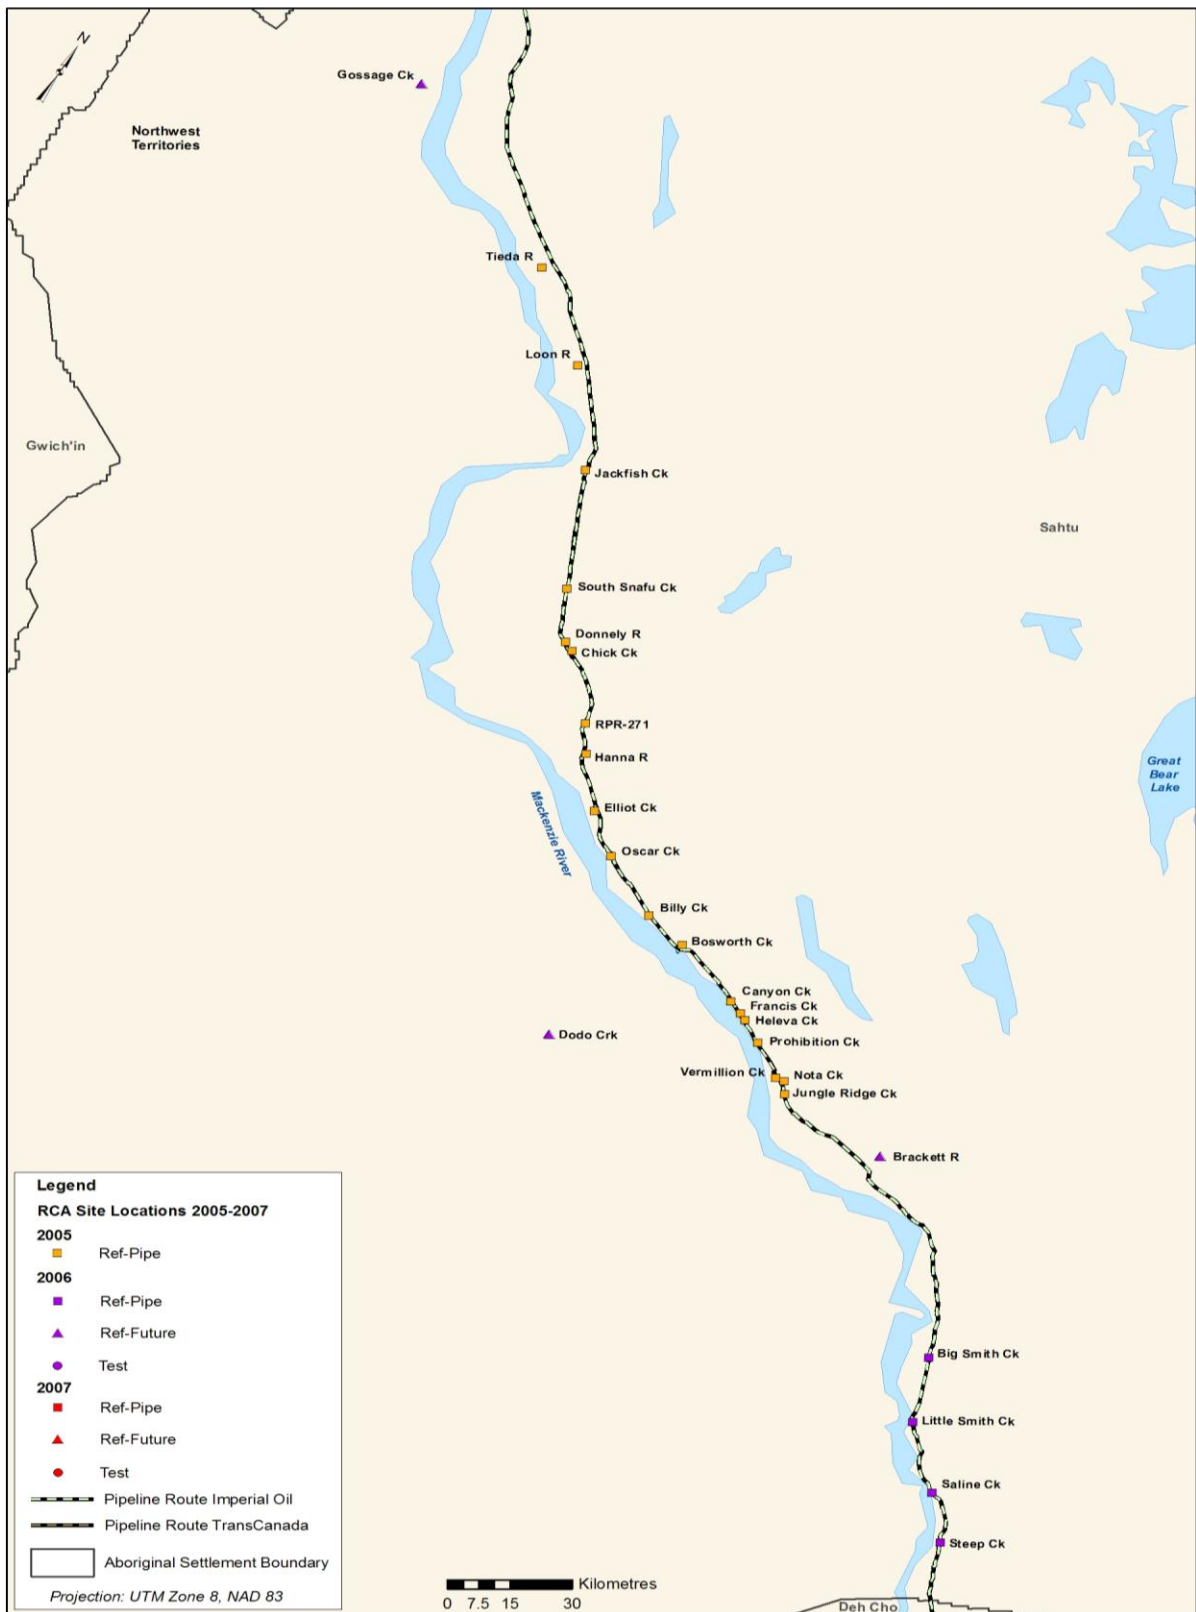 N
Gossage Ck
Northwest
Territories
Tieda R
Loon R
Gwich'in
Jackfish Ck
Sahtu
South Snafu Ck
Donnely R
Chick Ck
RPR-271
Hanna R
Great
Bear
Lake
Mackenzie River
Elliot Ck
Oscar Ck
Billy Ck
Bosworth Ck
Canyon Ck
Francis Ck
Heleva Ck
Dodo Crk
Prohibition Ck
Vermillion Ck
Nota Ck
Jungle Ridge Ck
Brackett R
Big Smith Ck
Little Smith Ck
Saline Ck
Steep Ck
Deh Cho
Legend
RCA Site Locations 2005-2007
2005
Ref-Pipe
2006
Ref-Pipe
Ref-Future
Test
2007
Ref-Pipe
Ref-Future
Test
Pipeline Route Imperial Oil
Pipeline Route TransCanada
Aboriginal Settlement Boundary
Projection: UTM Zone 8, NAD 83
Kilometres
0 7.5 15 30